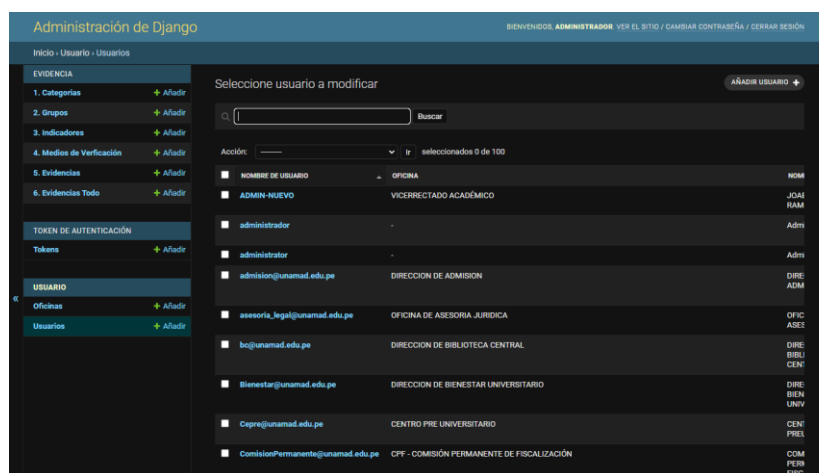 Administración de Django
BIENVENIDOS, ADMINISTRADOR. VER EL SITIO / CAMBIAR CONTRASEÑA / CERRAR SESIÓN
Inicio › Usuario › Usuarios
EVIDENCIA
1. Categorias + Añadir
2. Grupos + Añadir
3. Indicadores + Añadir
4. Medios de Verficación + Añadir
5. Evidencias + Añadir
6. Evidencias Todo + Añadir
TOKEN DE AUTENTICACIÓN
Tokens + Añadir
USUARIO
Oficinas + Añadir
Usuarios + Añadir
«
Seleccione usuario a modificar
AÑADIR USUARIO +
Buscar
Acción: --------- Ir seleccionados 0 de 100
NOMBRE DE USUARIO OFICINA NOM
ADMIN-NUEVO VICERRECTADO ACADÉMICO JOAE
RAM
administrador - Admi
administrator - Admi
admision@unamad.edu.pe DIRECCION DE ADMISION DIRE
ADM
asesoria_legal@unamad.edu.pe OFICINA DE ASESORIA JURIDICA OFIC
ASES
bc@unamad.edu.pe DIRECCION DE BIBLIOTECA CENTRAL DIRE
BIBLI
CENT
Bienestar@unamad.edu.pe DIRECCION DE BIENESTAR UNIVERSITARIO DIRE
BIEN
UNIV
Cepre@unamad.edu.pe CENTRO PRE UNIVERSITARIO CENT
PREU
ComisionPermanente@unamad.edu.pe CPF - COMISIÓN PERMANENTE DE FISCALIZACIÓN COM
PERM